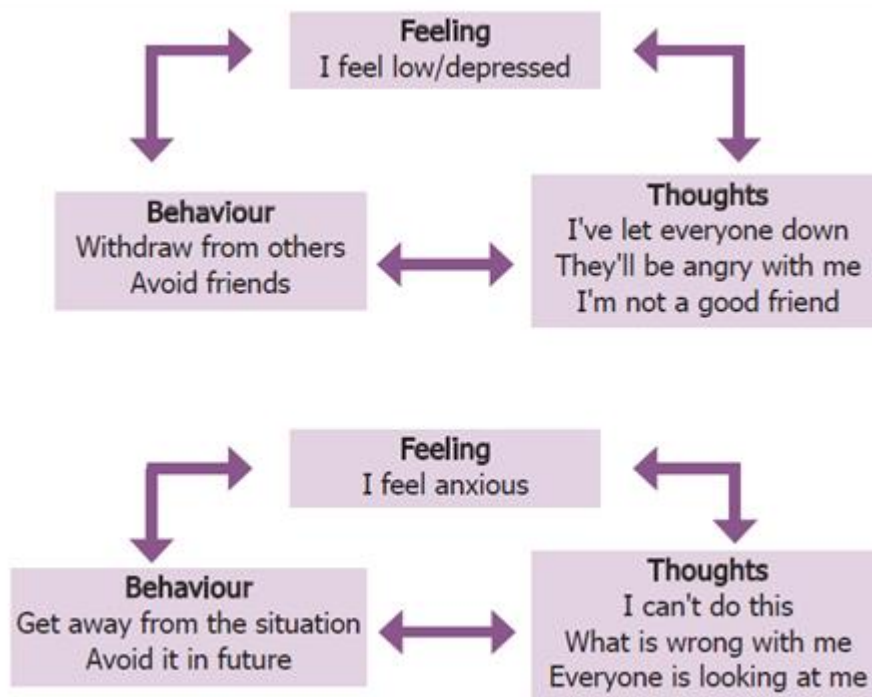 Feeling
I feel low/depressed
Behaviour
Withdraw from others
Avoid friends
Thoughts
I've let everyone down
They'll be angry with me
I'm not a good friend
Feeling
I feel anxious
Behaviour
Get away from the situation
Avoid it in future
Thoughts
I can't do this
What is wrong with me
Everyone is looking at me